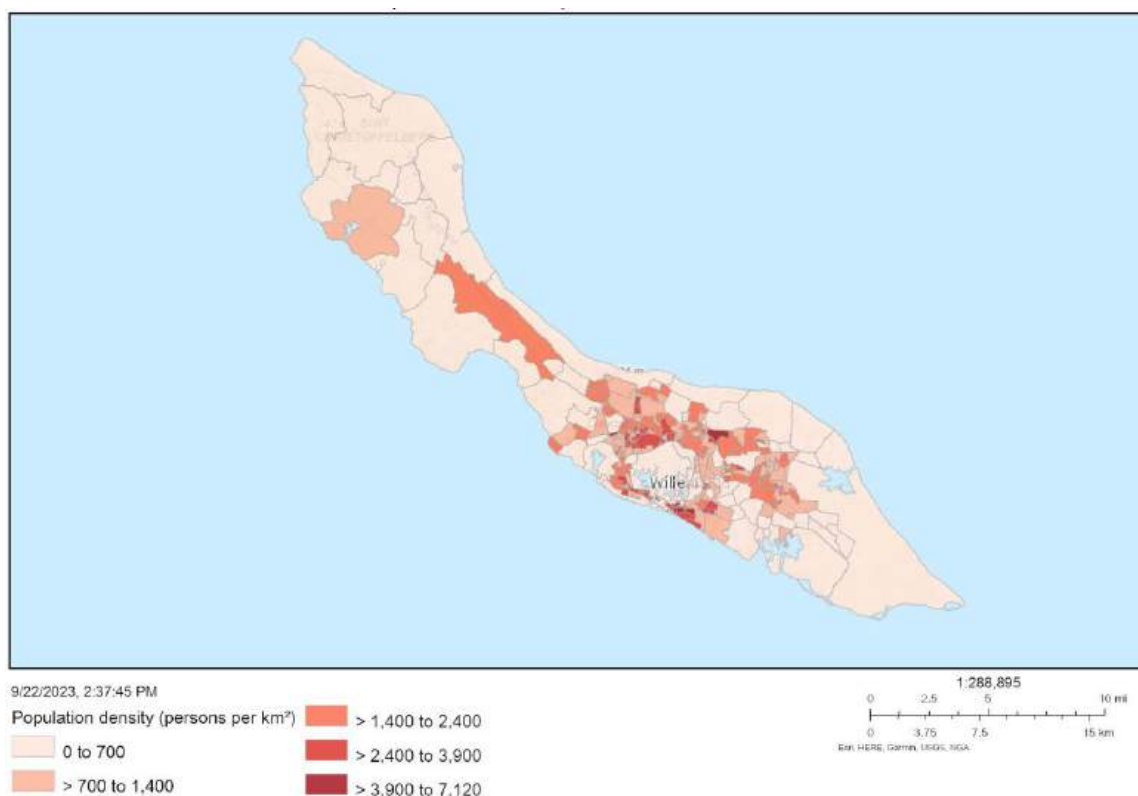 Wille
9/22/2023, 2:37:45 PM
Population density (persons per km²)
0 to 700
> 700 to 1,400
> 1,400 to 2,400
> 2,400 to 3,900
> 3,900 to 7,120
1:288,895
0 2.5 5 10 mi
0 3.75 7.5 15 km
Esri, HERE, Garmin, USGS, NGA